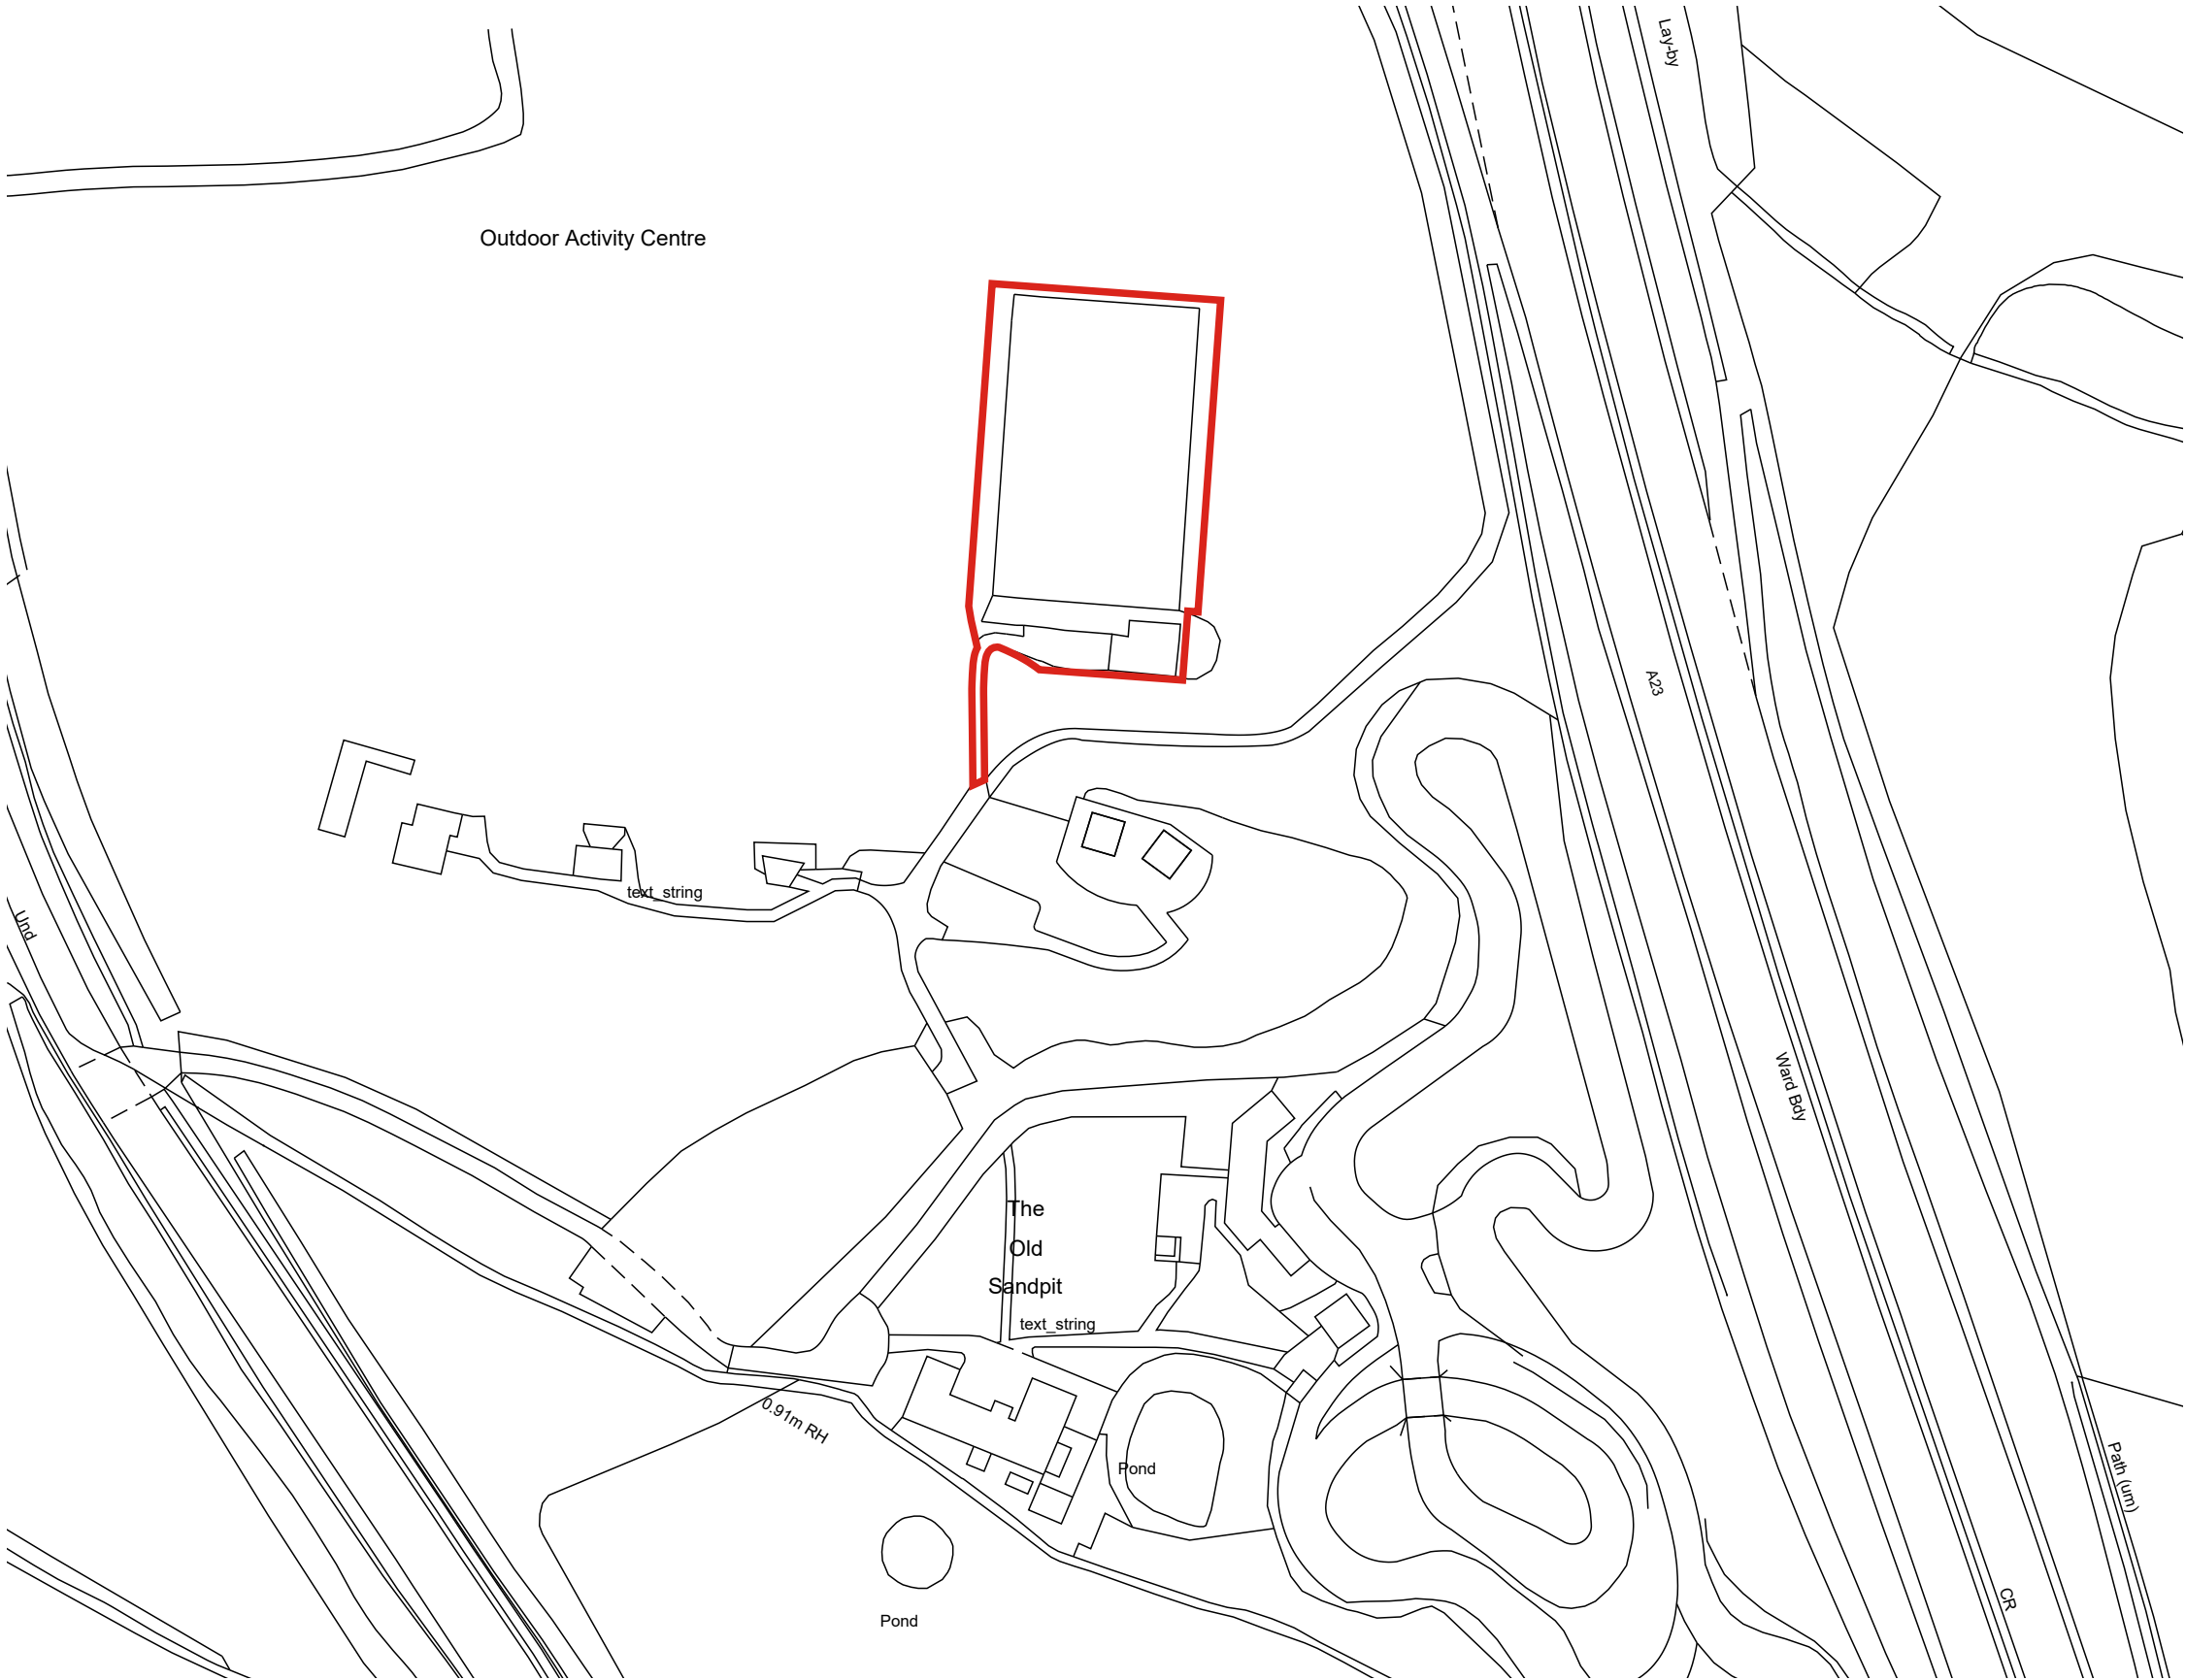 Lay-by
Outdoor Activity Centre
A23
text_string
Und
Ward Bdy
The
Old
Sandpit
text_string
0.91m RH
Pond
Path (um)
CR
Pond